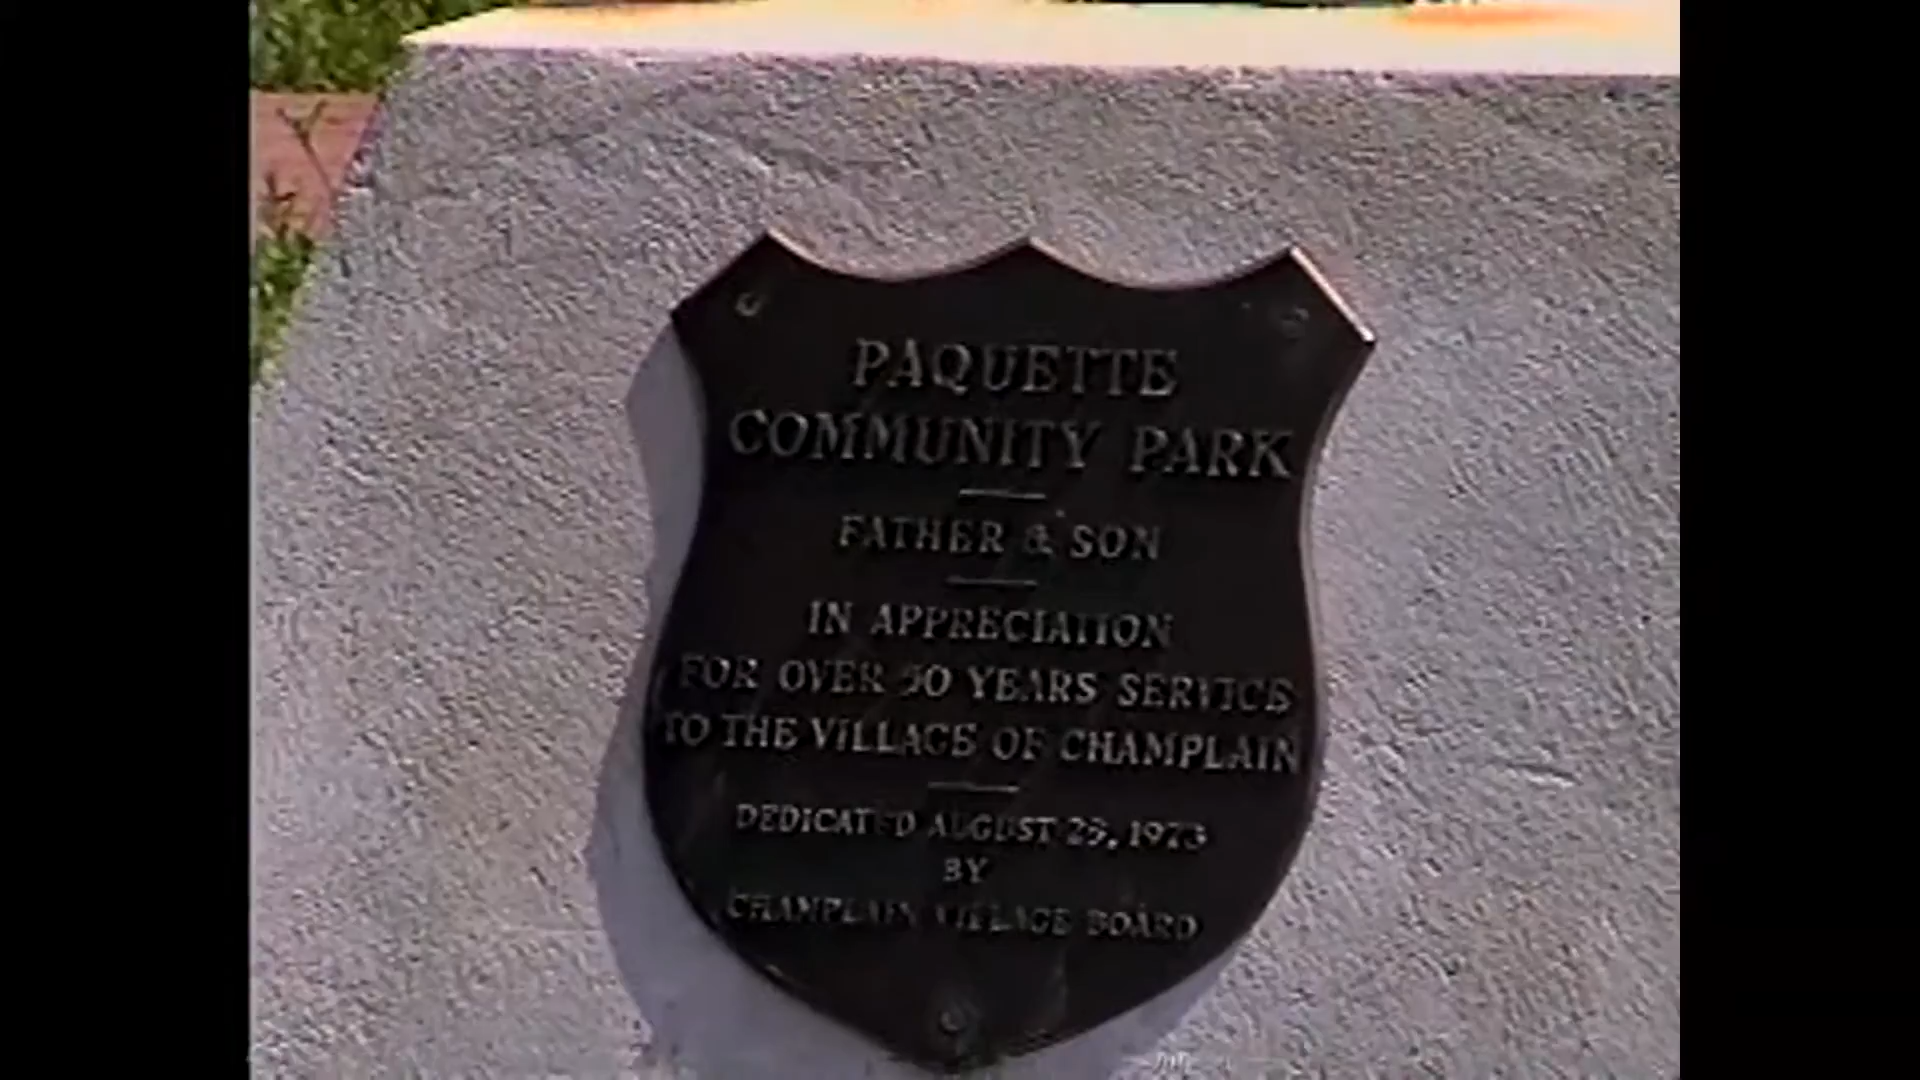 PAQUETTE
COMMUNITY PARK
FATHER & SON
IN APPRECIATION
FOR OVER 50 YEARS SERVICE
TO THE VILLAGE OF CHAMPLAIN
DEDICATED AUGUST 1973
BY
CHAMPLAIN VILLAGE BOARD